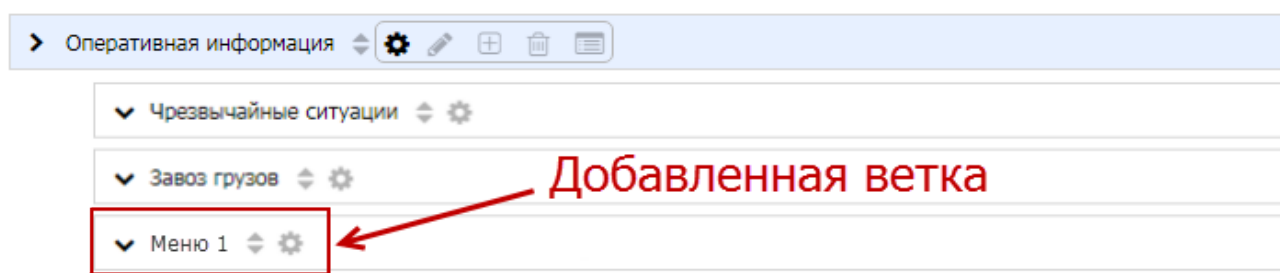 Оперативная информация
Чрезвычайные ситуации
Завоз грузов
Добавленная ветка
Меню 1